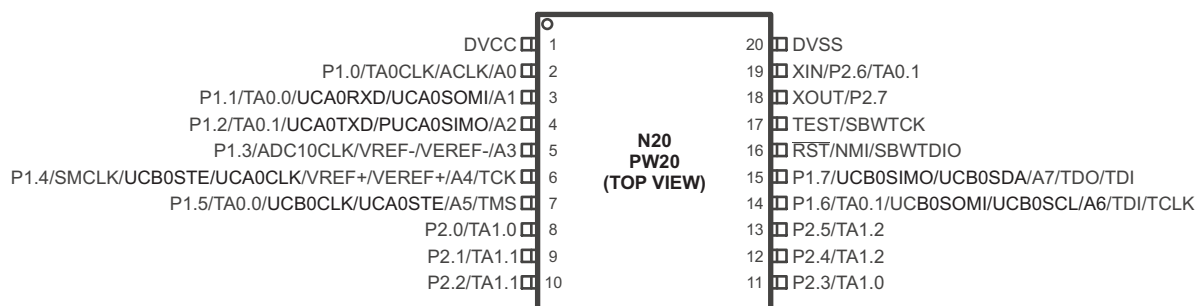 DVCC 1
P1.0/TA0CLK/ACLK/A0 2
P1.1/TA0.0/UCA0RXD/UCA0SOMI/A1 3
P1.2/TA0.1/UCA0TXD/PUCA0SIMO/A2 4
P1.3/ADC10CLK/VREF-/VEREF-/A3 5
P1.4/SMCLK/UCB0STE/UCA0CLK/VREF+/VEREF+/A4/TCK 6
P1.5/TA0.0/UCB0CLK/UCA0STE/A5/TMS 7
P2.0/TA1.0 8
P2.1/TA1.1 9
P2.2/TA1.1 10
N20
PW20
(TOP VIEW)
20 DVSS
19 XIN/P2.6/TA0.1
18 XOUT/P2.7
17 TEST/SBWTCK
16 RST/NMI/SBWTDIO
15 P1.7/UCB0SIMO/UCB0SDA/A7/TDO/TDI
14 P1.6/TA0.1/UCB0SOMI/UCB0SCL/A6/TDI/TCLK
13 P2.5/TA1.2
12 P2.4/TA1.2
11 P2.3/TA1.0